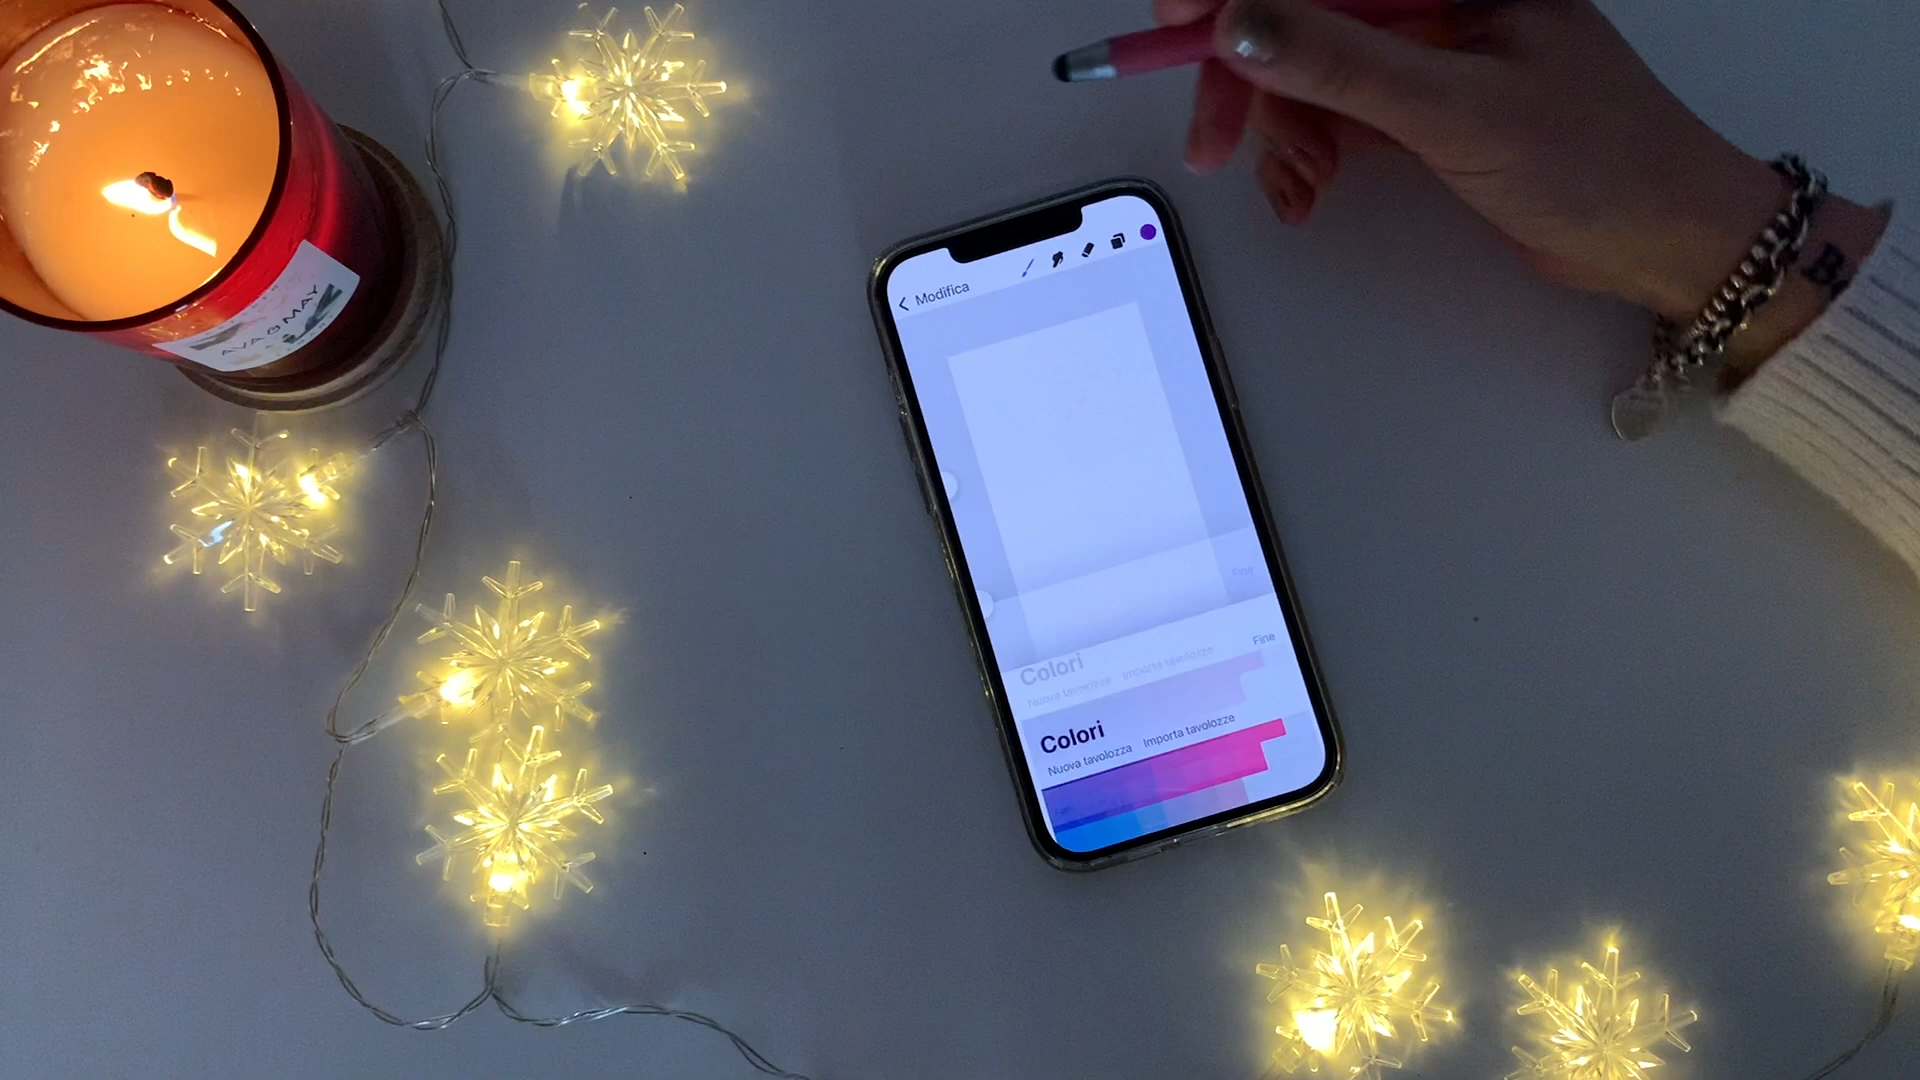 AVA & MAY
Modifica
Fine
Fine
Colori
Nuova tavolozza Importa tavolozze
Colori
Nuova tavolozza Importa tavolozze